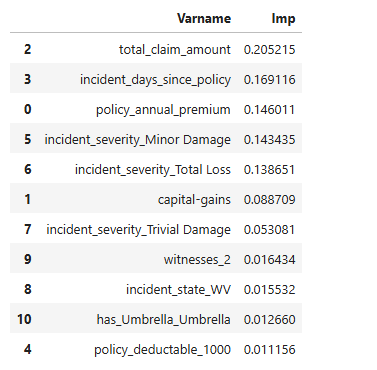 Varname Imp
2 total_claim_amount 0.205215
3 incident_days_since_policy 0.169116
0 policy_annual_premium 0.146011
5 incident_severity_Minor Damage 0.143435
6 incident_severity_Total Loss 0.138651
1 capital-gains 0.088709
7 incident_severity_Trivial Damage 0.053081
9 witnesses_2 0.016434
8 incident_state_WV 0.015532
10 has_Umbrella_Umbrella 0.012660
4 policy_deductable_1000 0.011156